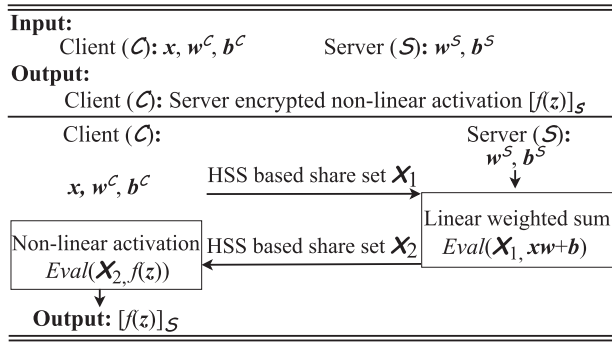 Input:
Client (𝒞): x, w^𝒞, b^𝒞 Server (𝒮): w^𝒮, b^𝒮
Output:
Client (𝒞): Server encrypted non-linear activation [f(z)]_𝒮
Client (𝒞): Server (𝒮):
w^𝒮, b^𝒮
x, w^𝒞, b^𝒞
HSS based share set 𝑿_1
Linear weighted sum
Eval(𝑿_1, xw+b)
HSS based share set 𝑿_2
Non-linear activation
Eval(𝑿_2, f(z))
Output: [f(z)]_𝒮